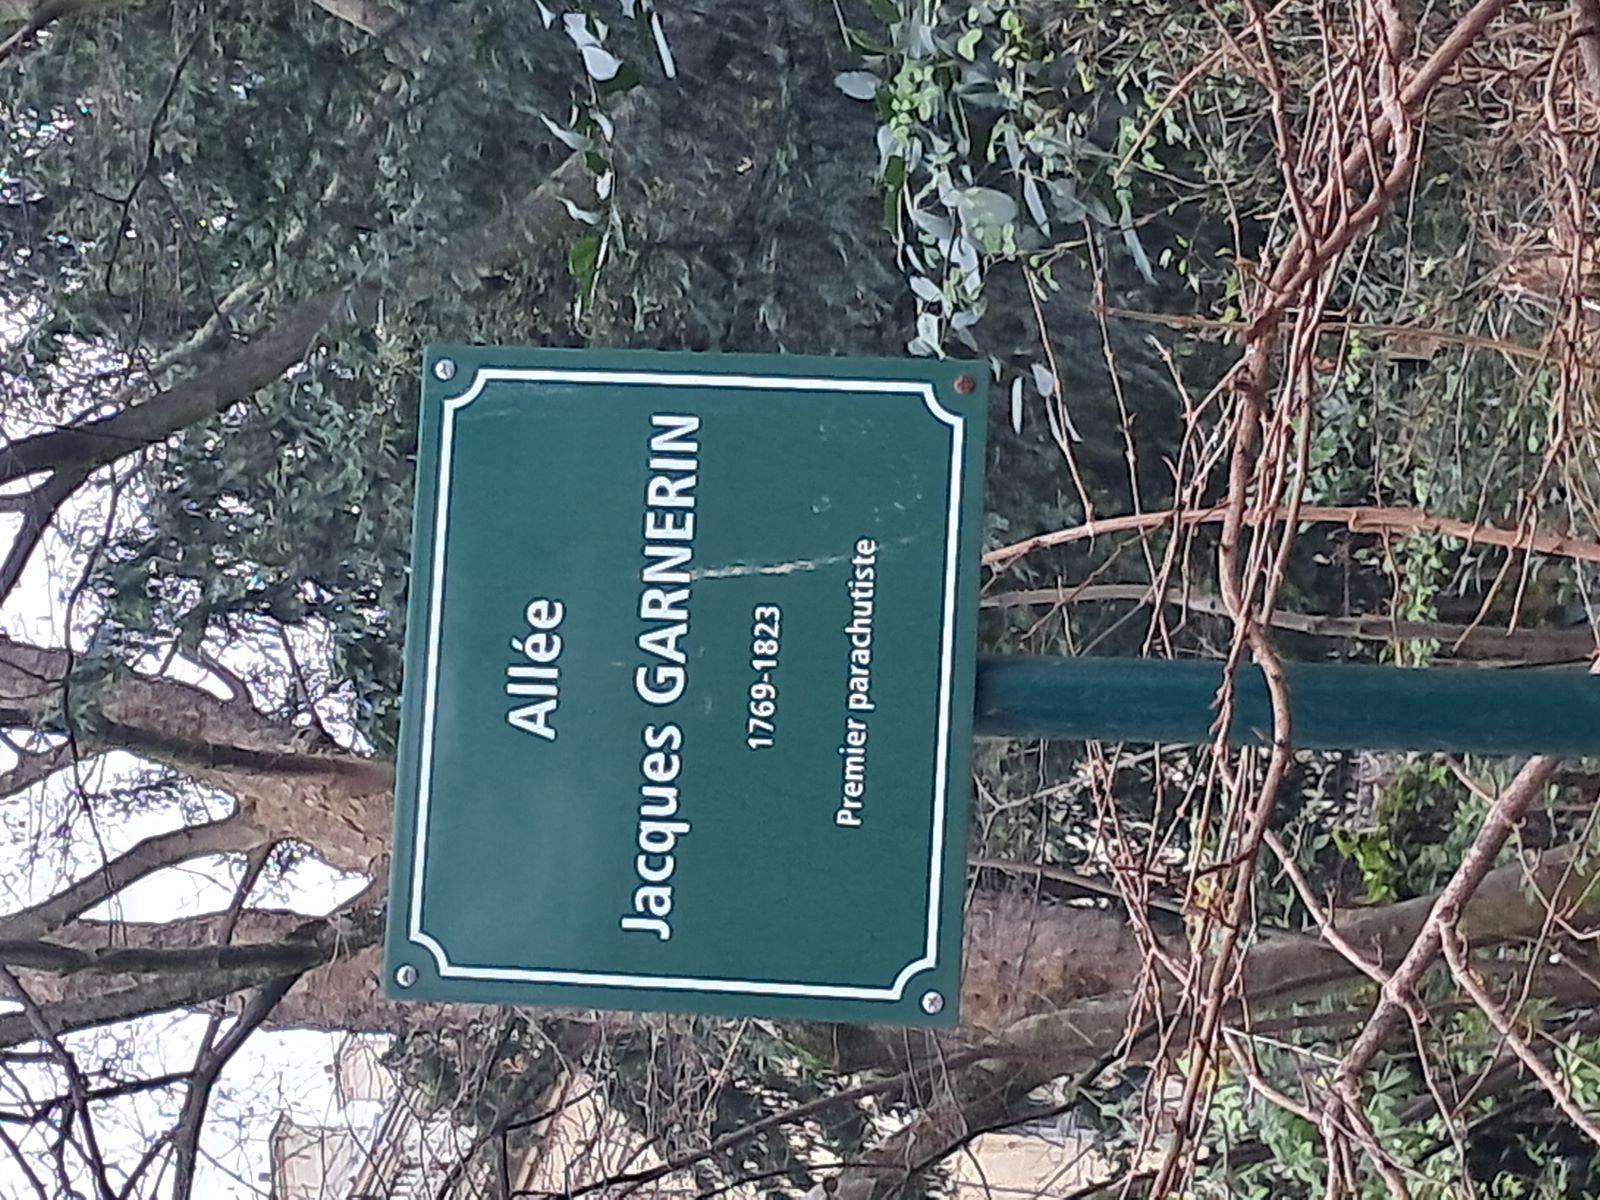 Allée
Jacques GARNERIN
1769-1823
Premier parachutiste